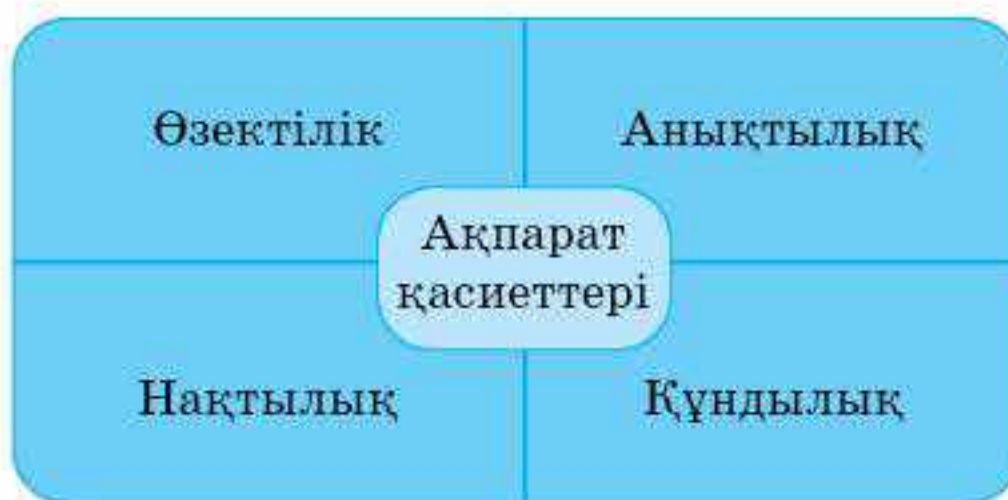 Өзектілік
Анықтылық
Ақпарат
қасиеттері
Нақтылық
Құндылық